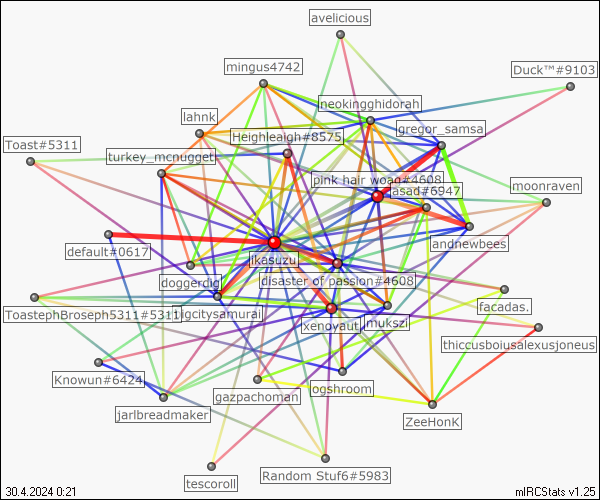 avelicious
mingus4742
Duck™#9103
neokingghidorah
lahnk
gregor_samsa
Heighleaigh#8575
Toast#5311
turkey_mcnugget
pink hair woag#4608
asad#6947
moonraven
default#0617
andnewbees
ikasuzu
doggerdig
disaster of passion#4608
facadas.
ToastephBroseph5311#5311
bigcitysamurai
xenovaut
mukszi
thiccusboiusalexusjoneus
Knowun#6424
ogshroom
gazpachoman
jarlbreadmaker
ZeeHonK
Random Stuf6#5983
tescoroll
30.4.2024 0:21
mIRCStats v1.25